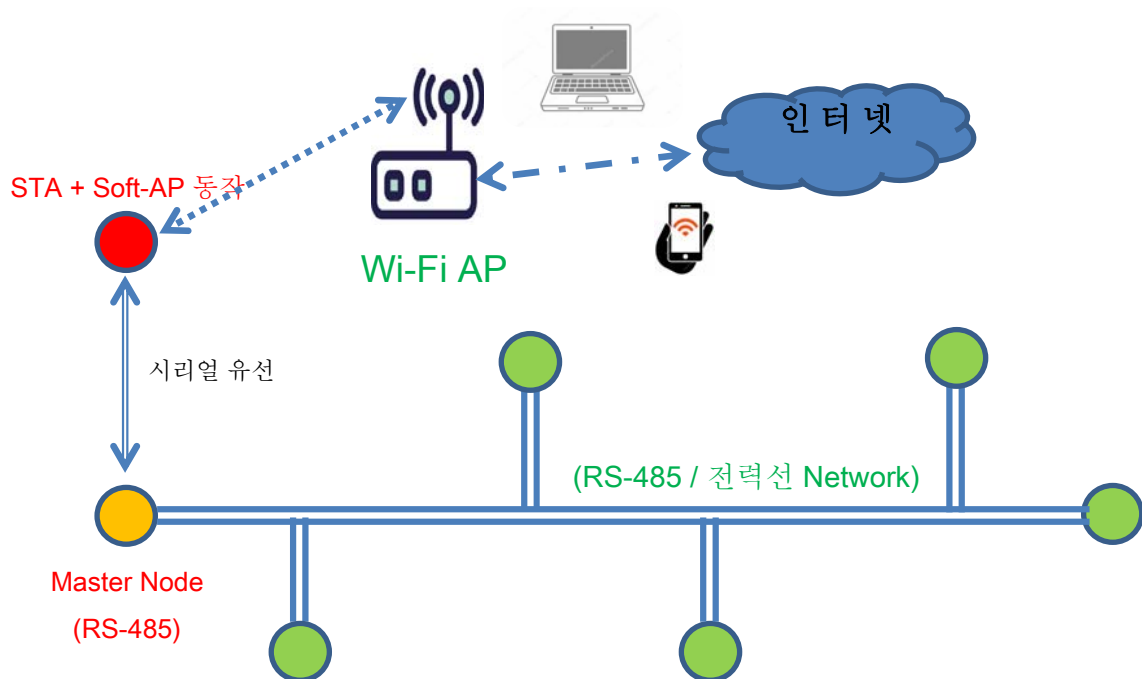 인 터 넷
STA + Soft-AP 동작
Wi-Fi AP
시리얼 유선
(RS-485 / 전력선 Network)
Master Node
(RS-485)